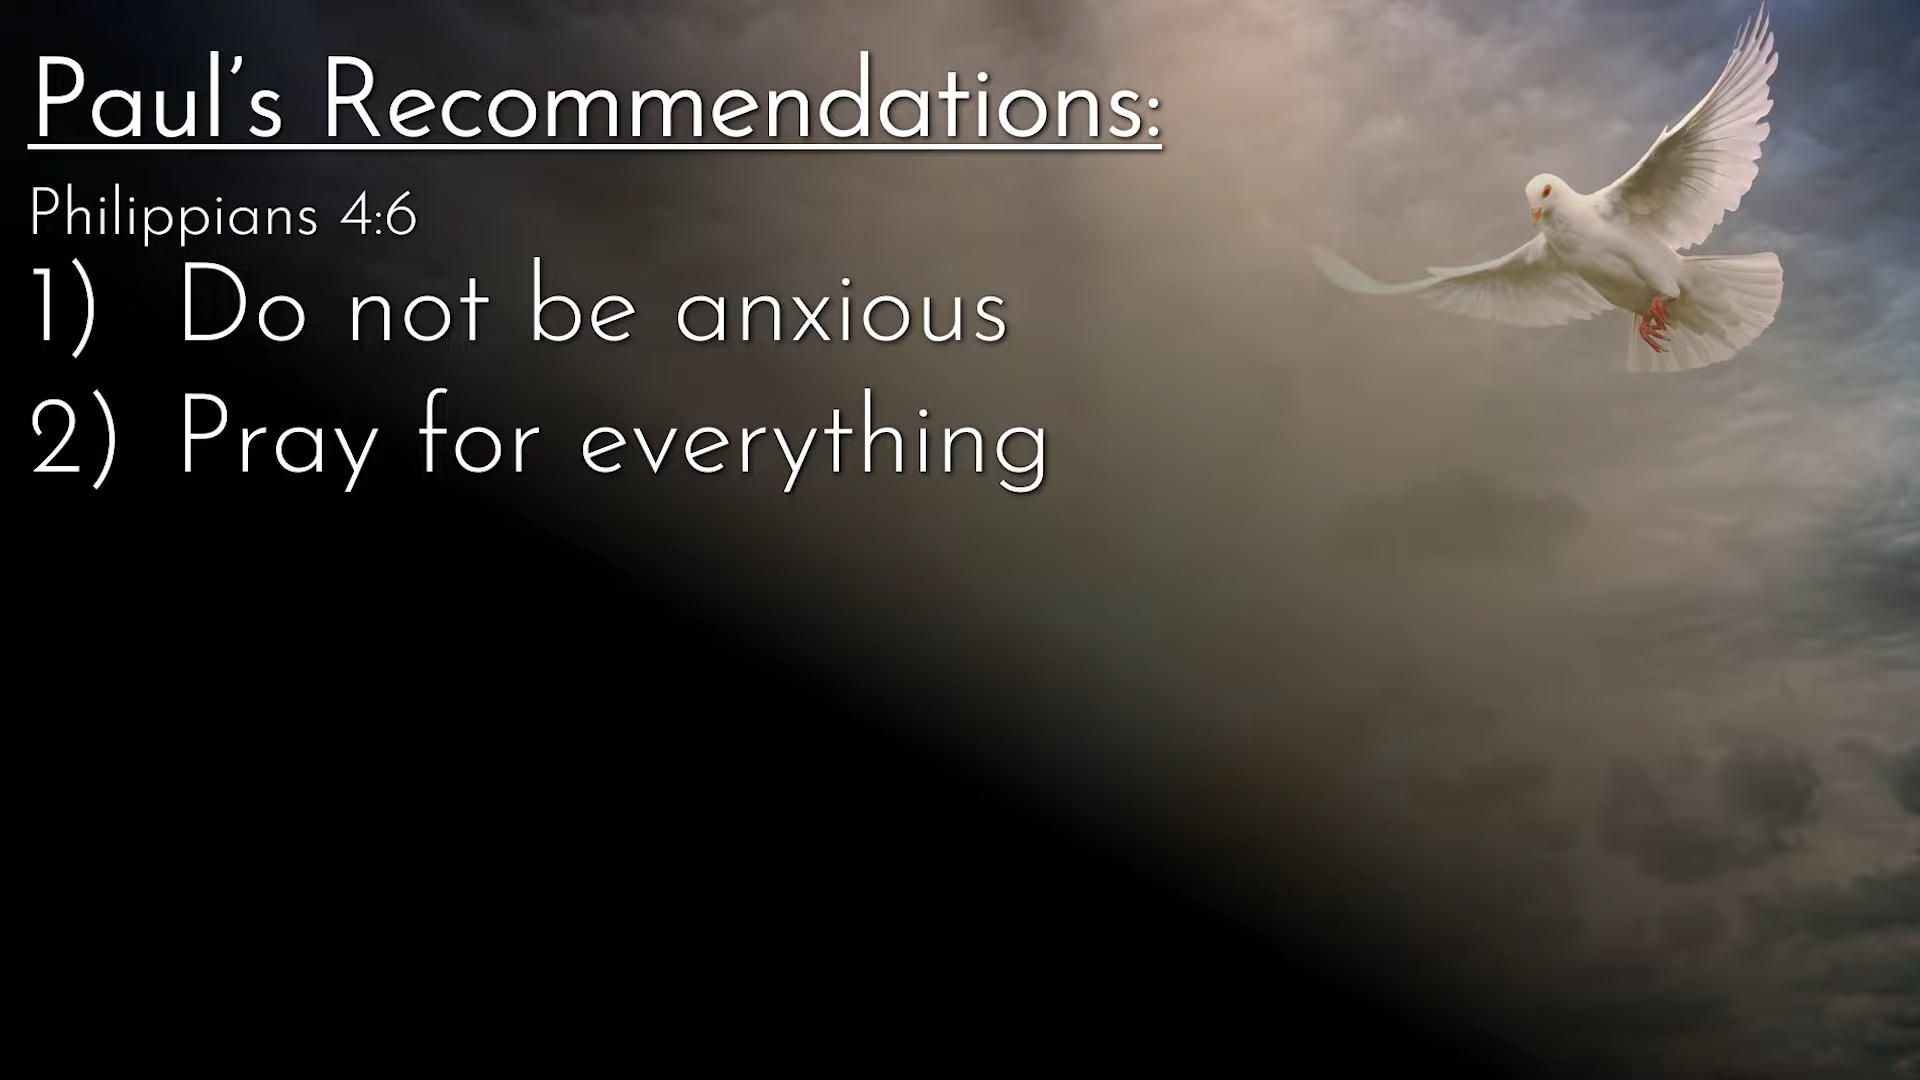 Paul’s Recommendations:
Philippians 4:6
1) Do not be anxious
2) Pray for everything